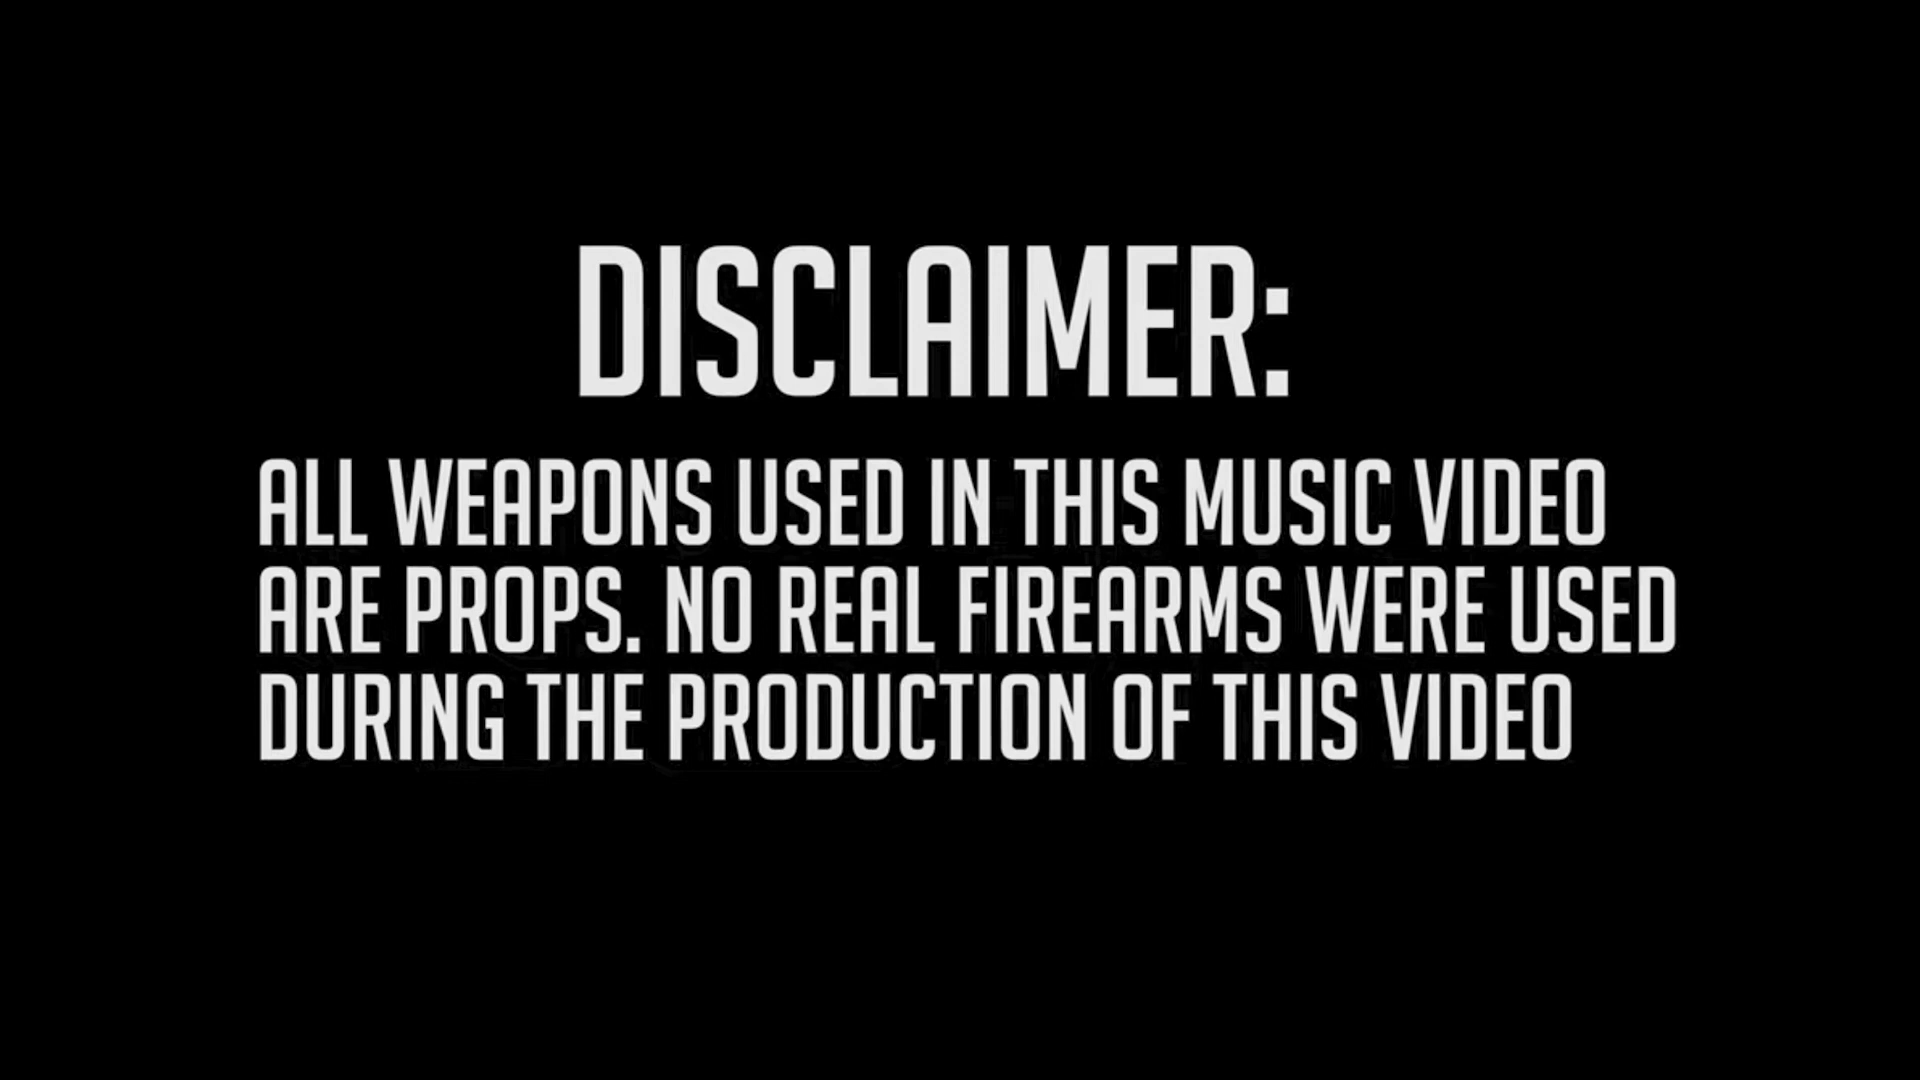 DISCLAIMER:
ALL WEAPONS USED IN THIS MUSIC VIDEO
ARE PROPS. NO REAL FIREARMS WERE USED
DURING THE PRODUCTION OF THIS VIDEO